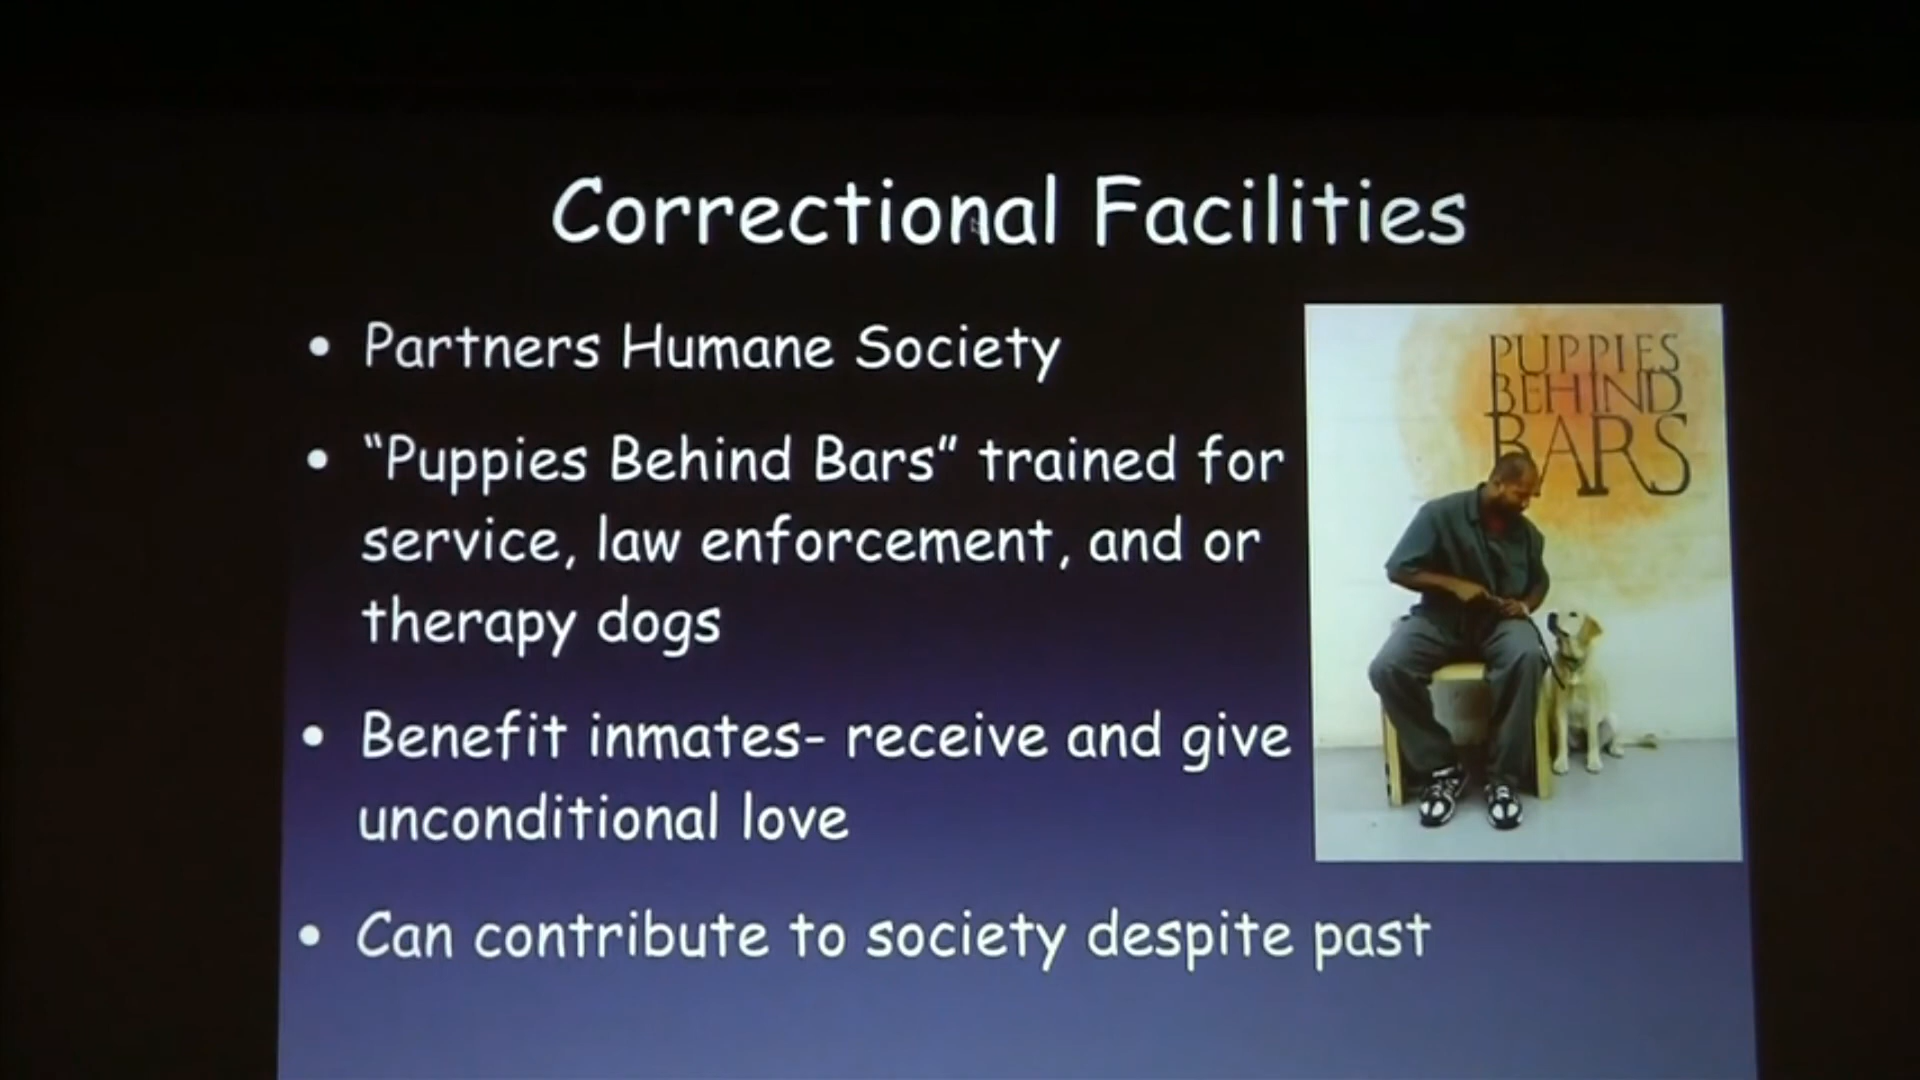 Correctional Facilities
• Partners Humane Society
• “Puppies Behind Bars” trained for
service, law enforcement, and or
therapy dogs
• Benefit inmates- receive and give
unconditional love
• Can contribute to society despite past
PUPPIES
BEHIND
BARS